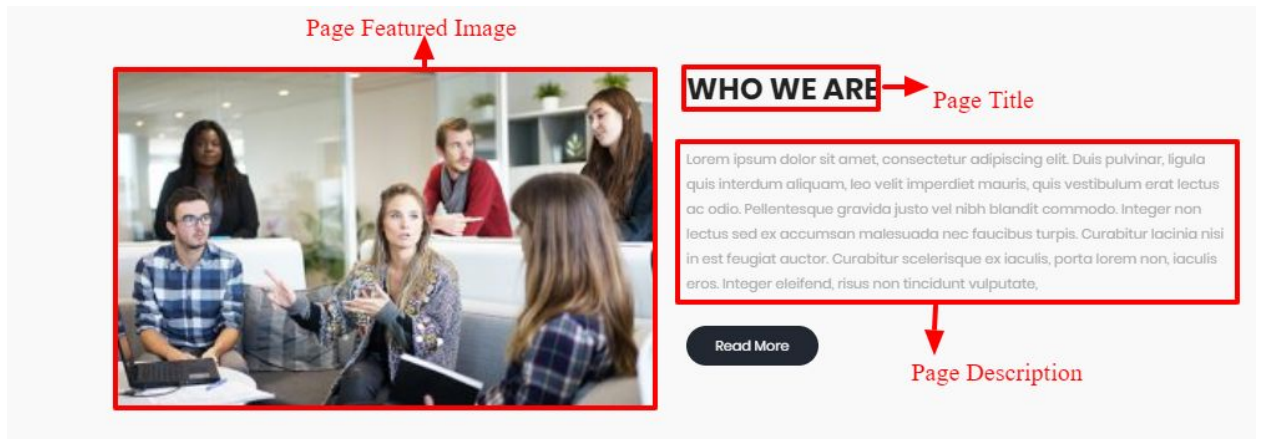 Page Featured Image
WHO WE ARE
Page Title
Lorem ipsum dolor sit amet, consectetur adipiscing elit. Duis pulvinar, ligula
quis interdum aliquam, leo velit imperdiet mauris, quis vestibulum erat lectus
ac odio. Pellentesque gravida justo vel nibh blandit commodo. Integer non
lectus sed ex accumsan malesuada nec faucibus turpis. Curabitur lacinia nisi
in est feugiat auctor. Curabitur scelerisque ex iaculis, porta lorem non, iaculis
eros. Integer eleifend, risus non tincidunt vulputate,
Read More
Page Description